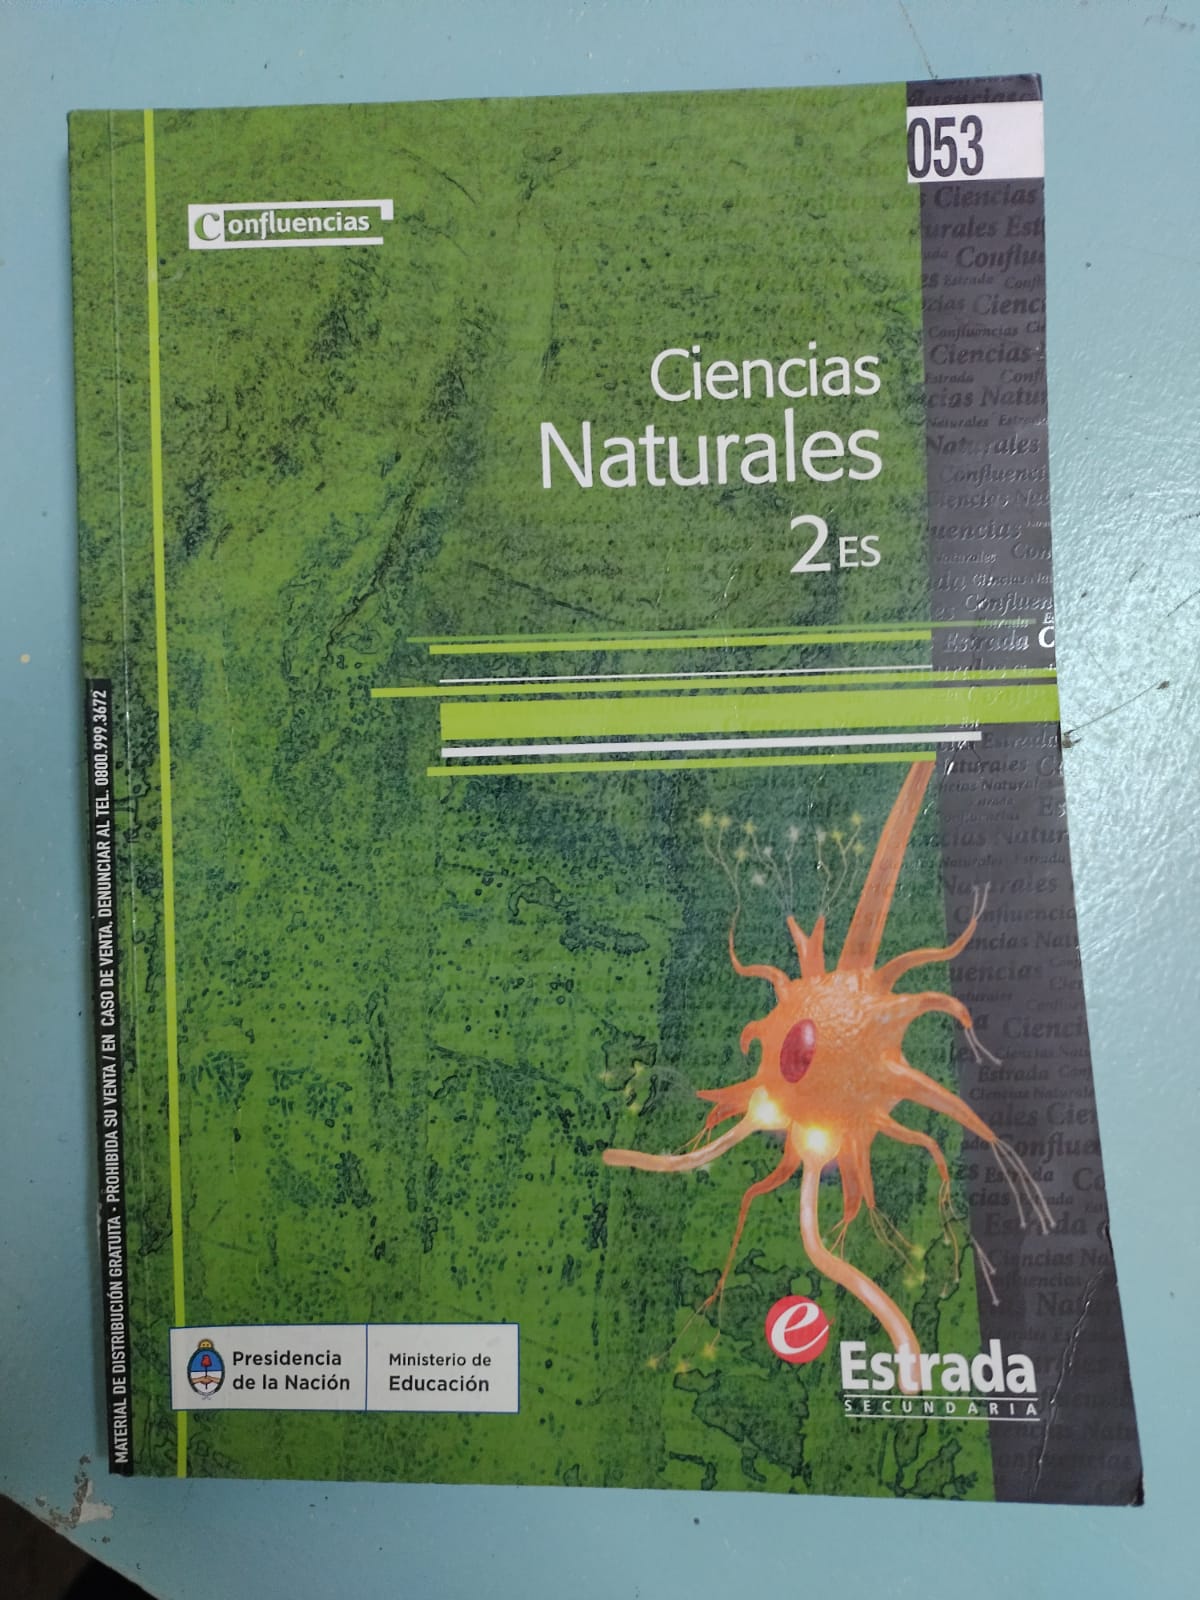 053
Confluencias
Ciencias
Naturales
2ES
Presidencia
de la Nación
Ministerio de
Educación
e
Estrada
SECUNDARIA
MATERIAL DE DISTRIBUCIÓN GRATUITA · PROHIBIDA SU VENTA / EN CASO DE VENTA, DENUNCIAR AL TEL. 0800.999.3672